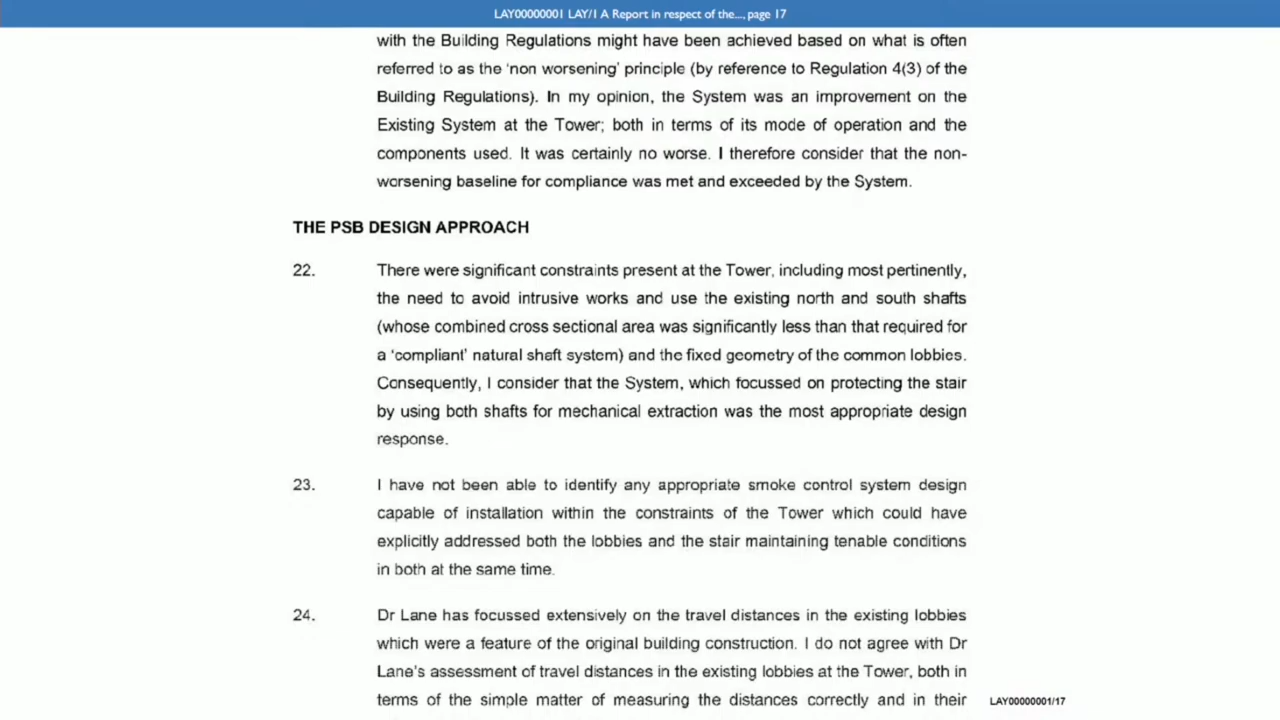 LAY00000001 LAY/1 A Report in respect of the..., page 17
with the Building Regulations might have been achieved based on what is often
referred to as the ‘non worsening’ principle (by reference to Regulation 4(3) of the
Building Regulations). In my opinion, the System was an improvement on the
Existing System at the Tower; both in terms of its mode of operation and the
components used. It was certainly no worse. I therefore consider that the non-
worsening baseline for compliance was met and exceeded by the System.
THE PSB DESIGN APPROACH
22. There were significant constraints present at the Tower, including most pertinently,
the need to avoid intrusive works and use the existing north and south shafts
(whose combined cross sectional area was significantly less than that required for
a ‘compliant’ natural shaft system) and the fixed geometry of the common lobbies.
Consequently, I consider that the System, which focussed on protecting the stair
by using both shafts for mechanical extraction was the most appropriate design
response.
23. I have not been able to identify any appropriate smoke control system design
capable of installation within the constraints of the Tower which could have
explicitly addressed both the lobbies and the stair maintaining tenable conditions
in both at the same time.
24. Dr Lane has focussed extensively on the travel distances in the existing lobbies
which were a feature of the original building construction. I do not agree with Dr
Lane’s assessment of travel distances in the existing lobbies at the Tower, both in
terms of the simple matter of measuring the distances correctly and in their
LAY00000001/17